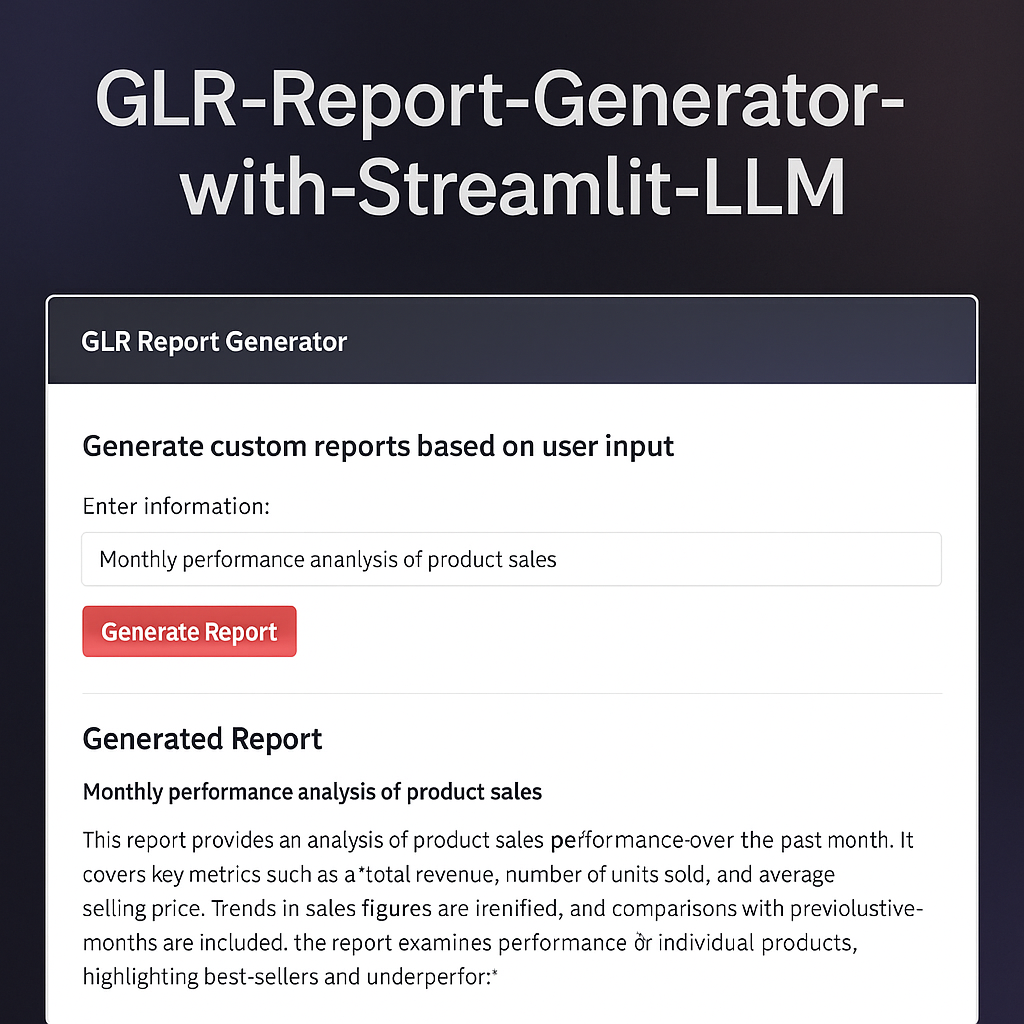 GLR-Report-Generator-
with-Streamlit-LLM
GLR Report Generator
Generate custom reports based on user input
Enter information:
Monthly performance ananlysis of product sales
Generate Report
Generated Report
Monthly performance analysis of product sales
This report provides an analysis of product sales performance-over the past month. It
covers key metrics such as a*total revenue, number of units sold, and average
selling price. Trends in sales figures are irenified, and comparisons with previolustive-
months are included. the report examines performance or individual products,
highlighting best-sellers and underperfor:*